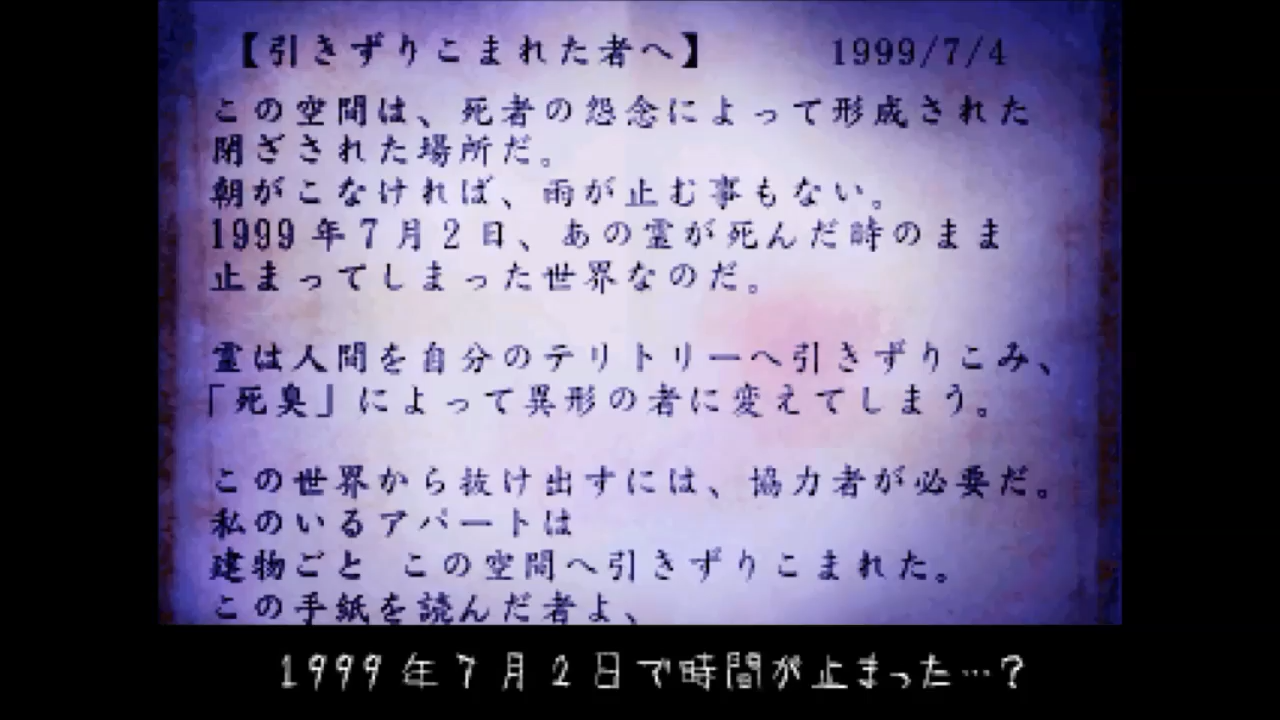 【引きずりこまれた者へ】 1999/7/4
この空間は、死者の怨念によって形成された
閉ざされた場所だ。
朝がこなければ、雨が止む事もない。
1999年7月2日、あの霊が死んだ時のまま
止まってしまった世界なのだ。
霊は人間を自分のテリトリーへ引きずりこみ、
「死臭」によって異形の者に変えてしまう。
この世界から抜け出すには、協力者が必要だ。
私のいるアパートは
建物ごと この空間へ引きずりこまれた。
この手紙を読んだ者よ、
1999年7月2日で時間が止まった…?